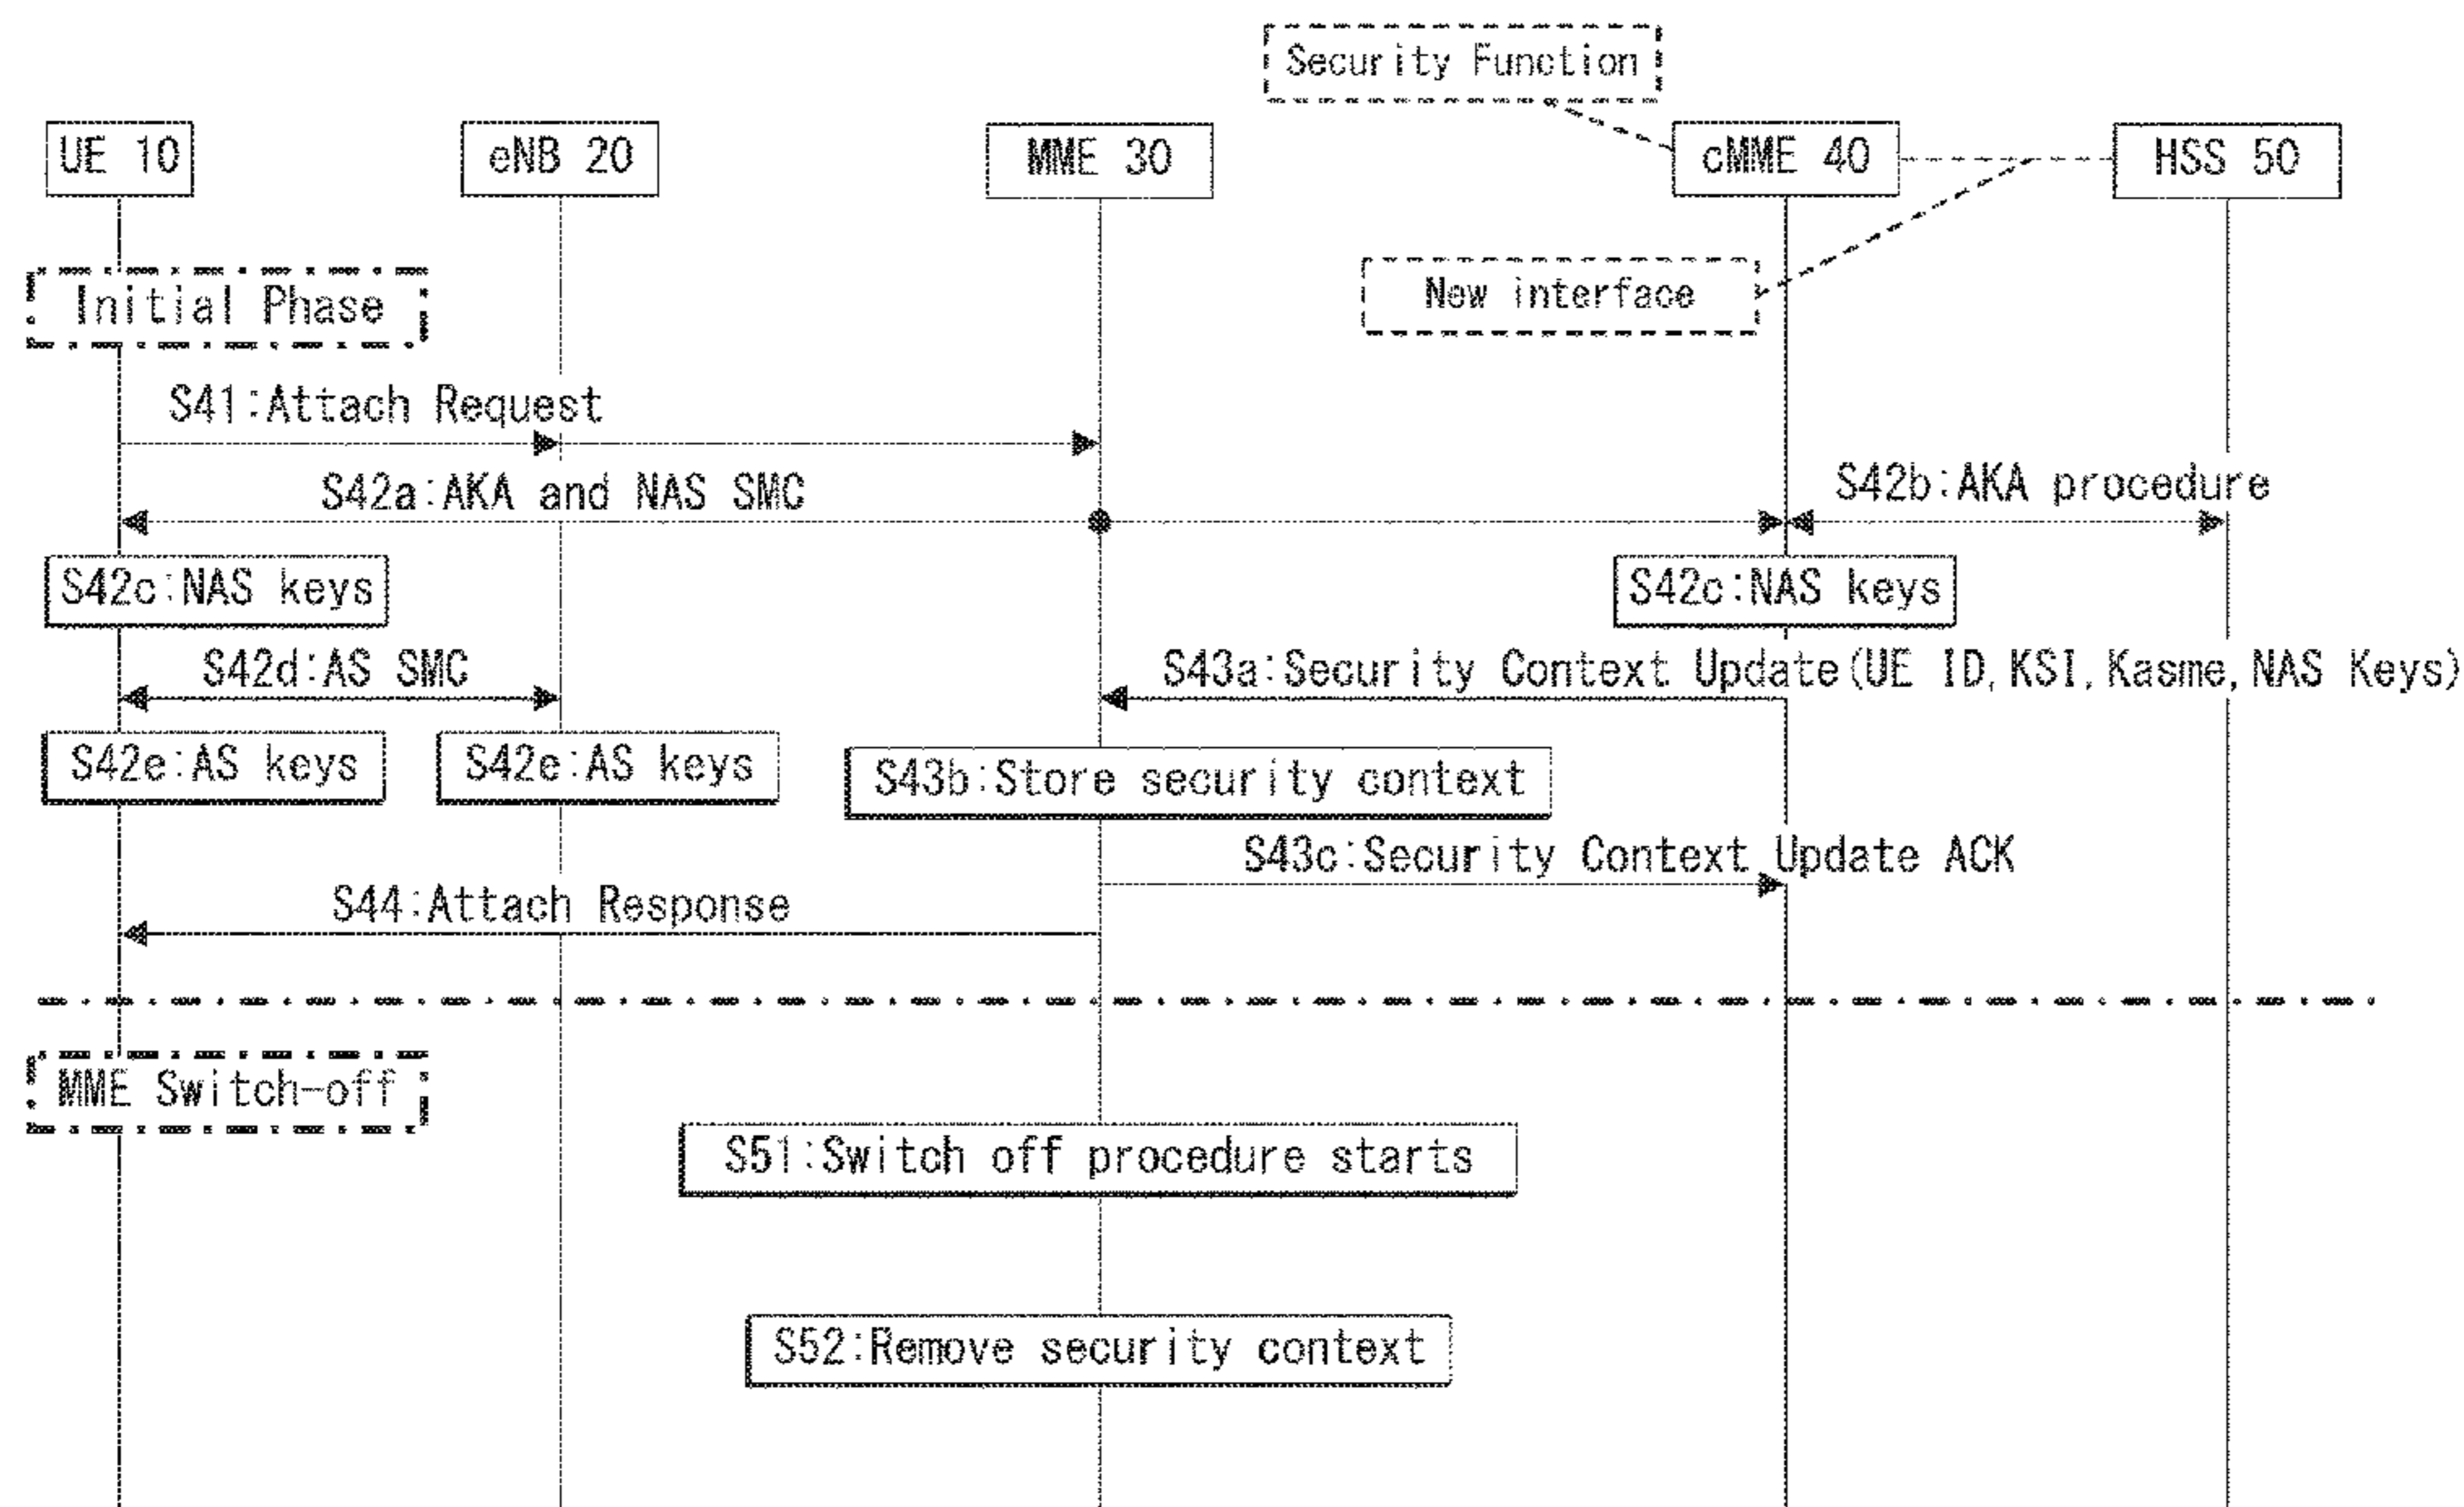 Security Function
UE 10
eNB 20
MME 30
cMME 40
HSS 50
Initial Phase
New interface
S41:Attach Request
S42a:AKA and NAS SMC
S42b:AKA procedure
S42c:NAS keys
S42c:NAS keys
S42d:AS SMC
S43a:Security Context Update(UE ID,KSI,Kasme,NAS Keys)
S42e:AS keys
S42e:AS keys
S43b:Store security context
S43c:Security Context Update ACK
S44:Attach Response
MME Switch-off
S51:Switch off procedure starts
S52:Remove security context